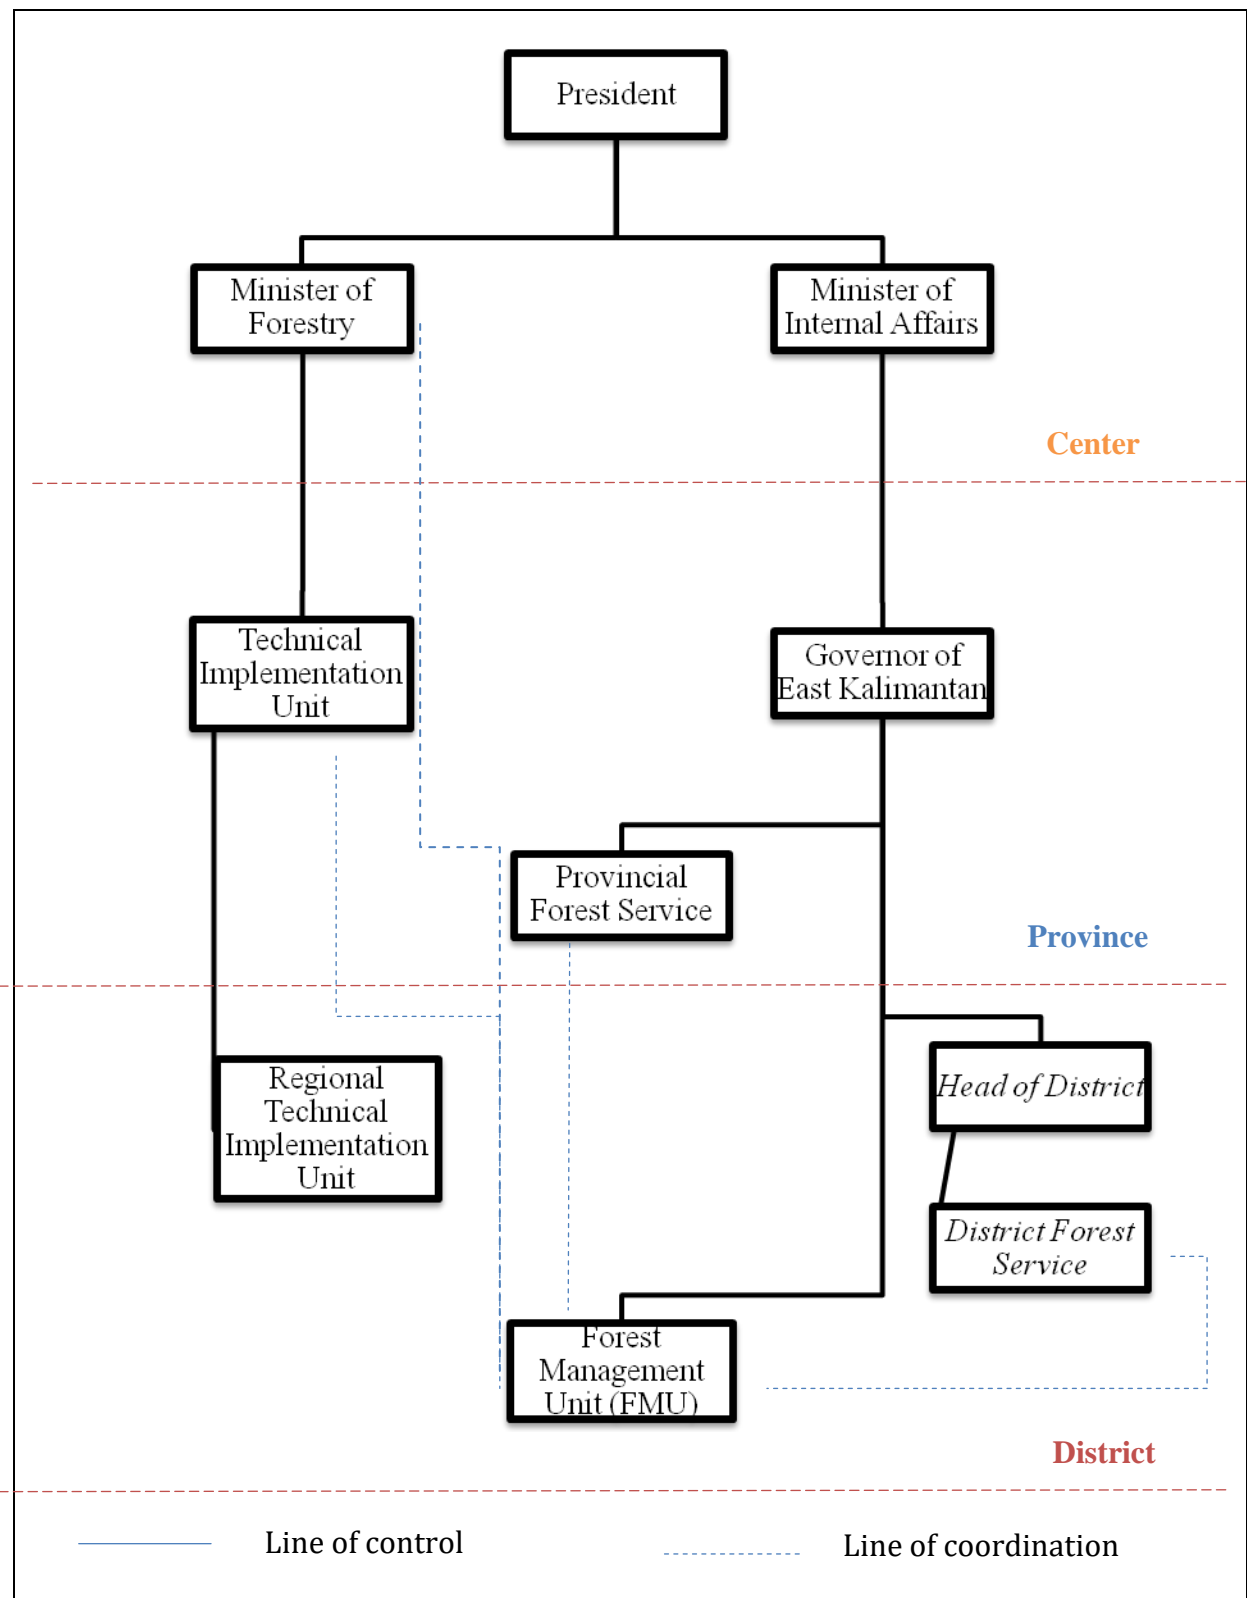 President
Minister of
Forestry
Minister of
Internal Affairs
Center
Technical
Implementation
Unit
Governor of
East Kalimantan
Provincial
Forest Service
Province
Regional
Technical
Implementation
Unit
Head of District
District Forest
Service
Forest
Management
Unit (FMU)
District
Line of control
Line of coordination